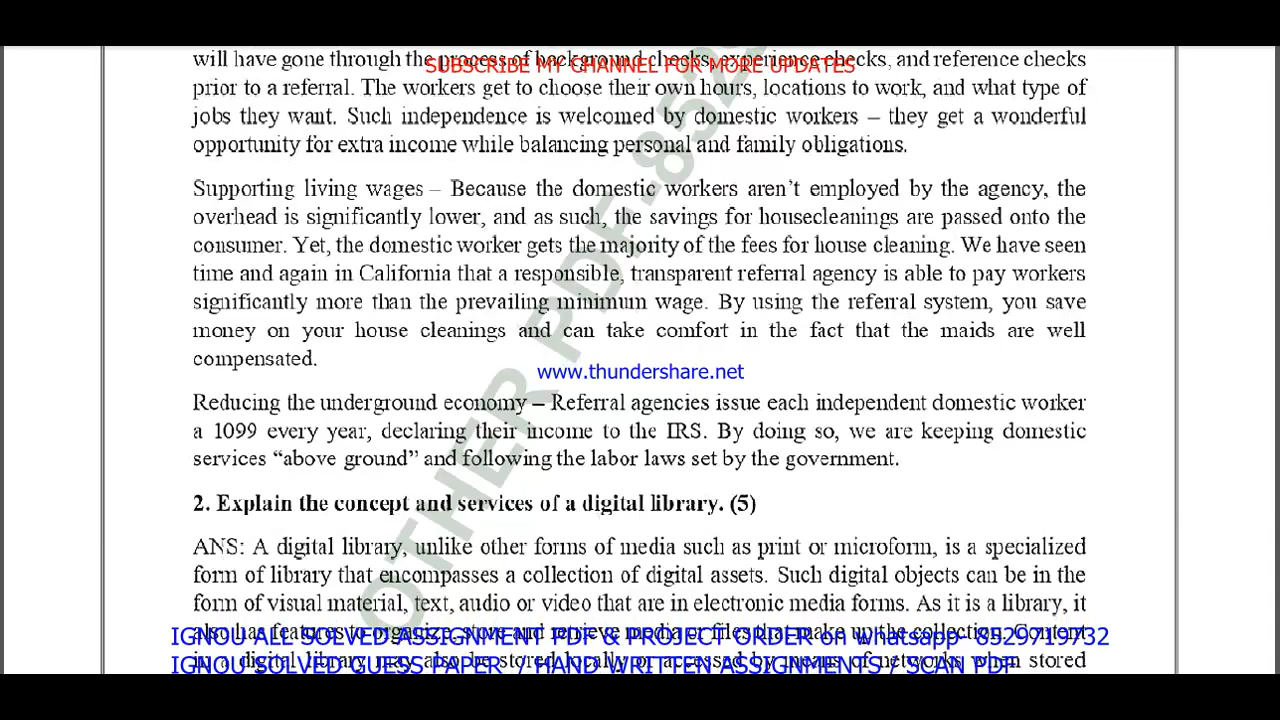 will have gone through the process of background checks, experience checks, and reference checks
SUBSCRIBE MY CHANNEL FOR MORE UPDATES
prior to a referral. The workers get to choose their own hours, locations to work, and what type of
jobs they want. Such independence is welcomed by domestic workers – they get a wonderful
opportunity for extra income while balancing personal and family obligations.
Supporting living wages – Because the domestic workers aren't employed by the agency, the
overhead is significantly lower, and as such, the savings for housecleanings are passed onto the
consumer. Yet, the domestic worker gets the majority of the fees for house cleaning. We have seen
time and again in California that a responsible, transparent referral agency is able to pay workers
significantly more than the prevailing minimum wage. By using the referral system, you save
money on your house cleanings and can take comfort in the fact that the maids are well
compensated.
www.thundershare.net
Reducing the underground economy – Referral agencies issue each independent domestic worker
a 1099 every year, declaring their income to the IRS. By doing so, we are keeping domestic
services “above ground” and following the labor laws set by the government.
2. Explain the concept and services of a digital library. (5)
ANS: A digital library, unlike other forms of media such as print or microform, is a specialized
form of library that encompasses a collection of digital assets. Such digital objects can be in the
form of visual material, text, audio or video that are in electronic media forms. As it is a library, it
also has features to organize, store and retrieve media or files that make up the collection. Content
IGNOU ALL SOLVED ASSIGNMENT PDF & PROJECT ORDER on whatsapp- 8529719732
in a digital library may also be stored locally or accessed by means of networks when stored
IGNOU SOLVED GUESS PAPER / HAND WRITTEN ASSIGNMENTS / SCAN PDF
OTHER PDF-852